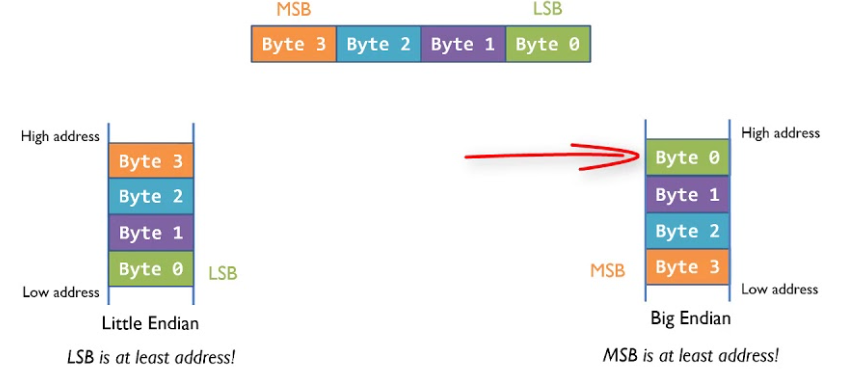 MSB LSB
Byte 3 Byte 2 Byte 1 Byte 0
High address
Byte 3
Byte 2
Byte 1
Byte 0 LSB
Low address
Little Endian
LSB is at least address!
High address
Byte 0
Byte 1
Byte 2
MSB Byte 3
Low address
Big Endian
MSB is at least address!